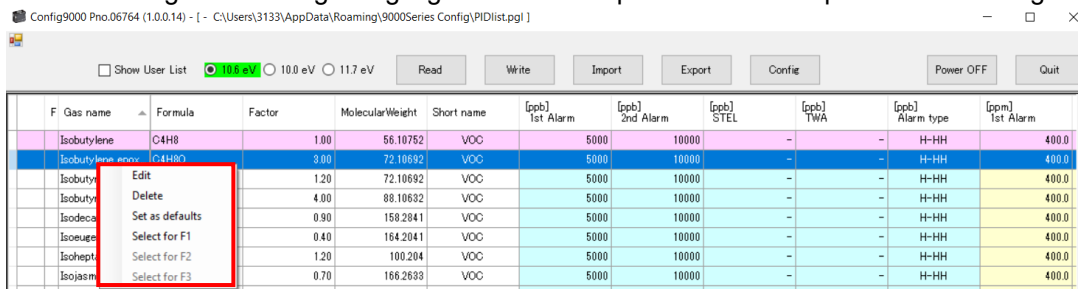 Config9000 Pno.06764 (1.0.0.14) - [ - C:\Users\3133\AppData\Roaming\9000Series Config\PIDlist.pgl ]
Show User List 10.6 eV 10.0 eV 11.7 eV Read Write Import Export Config Power OFF Quit
F Gas name Formula Factor MolecularWeight Short name [ppb] 1st Alarm [ppb] 2nd Alarm [ppb] STEL [ppb] TWA [ppb] Alarm type [ppm] 1st Alarm
Isobutylene C4H8 1.00 56.10752 VOC 5000 10000 - - H-HH 400.0
Isobutylene epox C4H8O 3.00 72.10692 VOC 5000 10000 - - H-HH 400.0
Isobutyr Edit 1.20 72.10692 VOC 5000 10000 - - H-HH 400.0
Isobutyr Delete 4.00 88.10632 VOC 5000 10000 - - H-HH 400.0
Isodeca Set as defaults 0.90 158.2841 VOC 5000 10000 - - H-HH 400.0
Isoeuge Select for F1 0.40 164.2041 VOC 5000 10000 - - H-HH 400.0
Isohept Select for F2 1.20 100.204 VOC 5000 10000 - - H-HH 400.0
Isojasm Select for F3 0.70 166.2633 VOC 5000 10000 - - H-HH 400.0